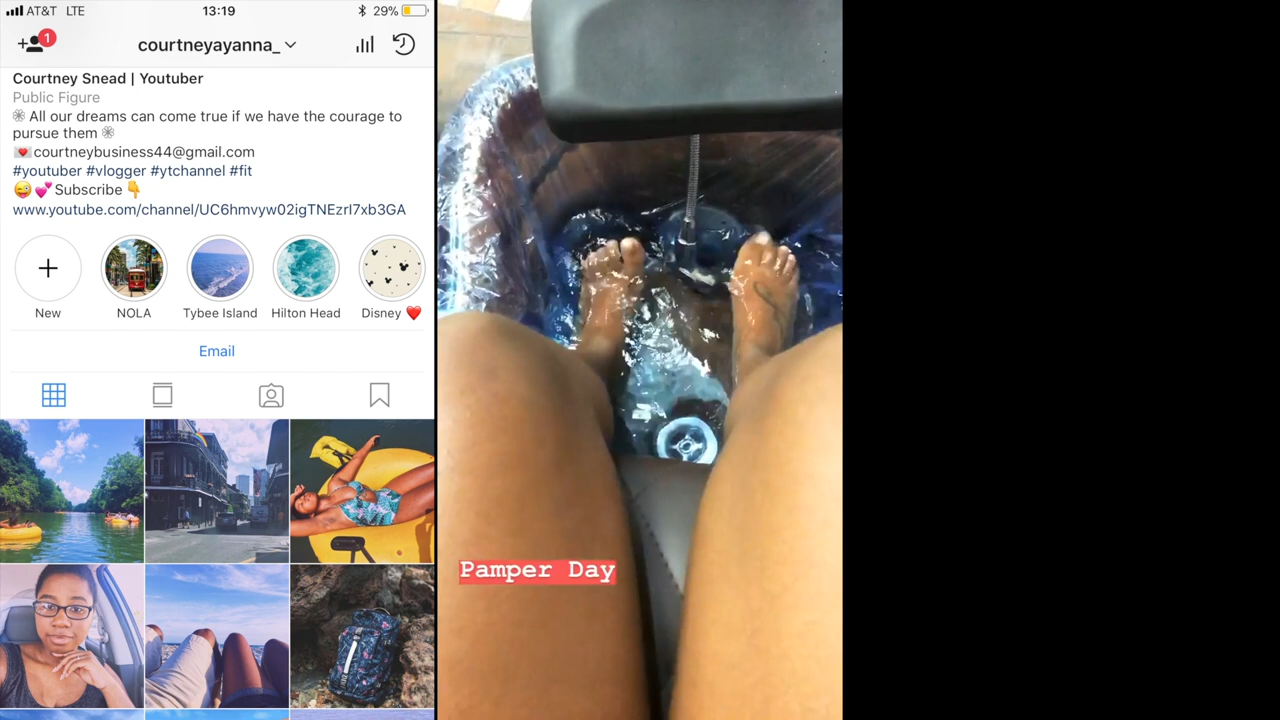 AT&T LTE 13:19 29%
1
courtneyayanna_
Courtney Snead | Youtuber
Public Figure
All our dreams can come true if we have the courage to
pursue them
💌courtneybusiness44@gmail.com
#youtuber #vlogger #ytchannel #fit
😜💞Subscribe👇
www.youtube.com/channel/UC6hmvyw02igTNEzrI7xb3GA
New NOLA Tybee Island Hilton Head Disney ❤️
Email
Pamper Day